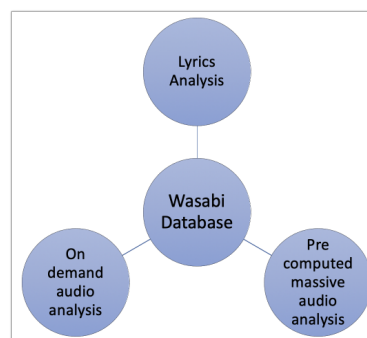 Lyrics
Analysis
Wasabi
Database
On
demand
audio
analysis
Pre
computed
massive
audio
analysis